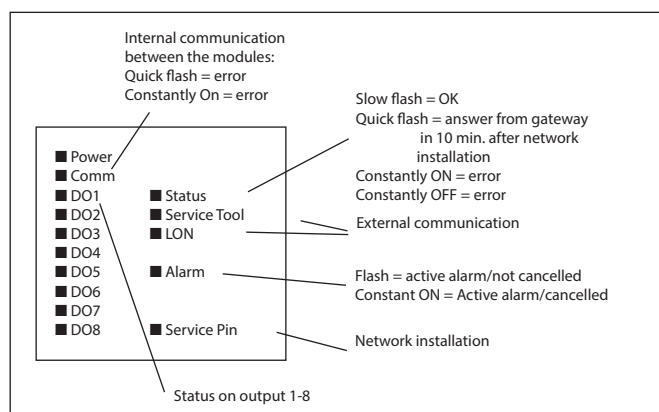 Internal communication
between the modules:
Quick flash = error
Constantly On = error
Slow flash = OK
Quick flash = answer from gateway
in 10 min. after network
installation
Constantly ON = error
Constantly OFF = error
External communication
Flash = active alarm/not cancelled
Constant ON = Active alarm/cancelled
Network installation
Power
Comm
DO1
DO2
DO3
DO4
DO5
DO6
DO7
DO8
Status
Service Tool
LON
Alarm
Service Pin
Status on output 1-8